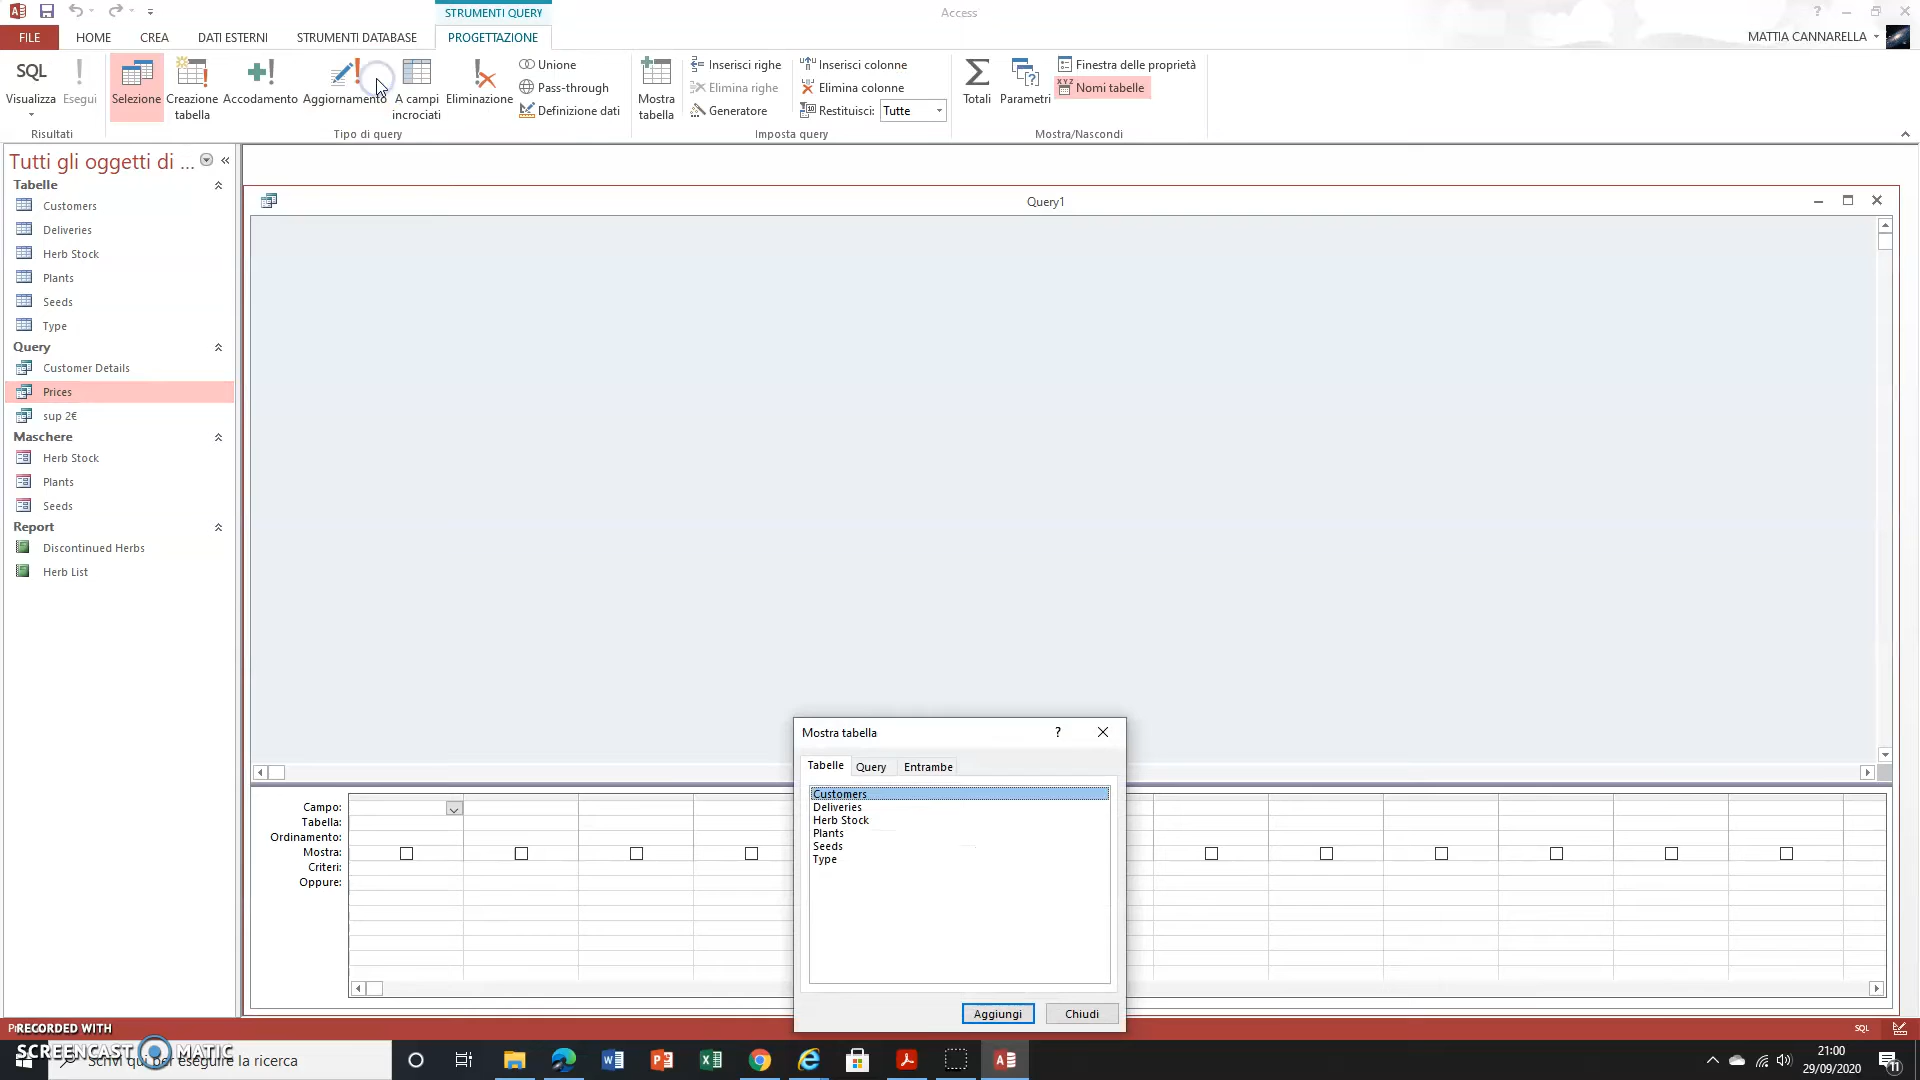 STRUMENTI QUERY
Access
FILE
HOME
CREA
DATI ESTERNI
STRUMENTI DATABASE
PROGETTAZIONE
MATTIA CANNARELLA
SQL
Visualizza
Esegui
Risultati
Selezione
Creazione tabella
Accodamento
Aggiornamento
A campi incrociati
Eliminazione
Unione
Pass-through
Definizione dati
Tipo di query
Mostra tabella
Inserisci righe
Elimina righe
Generatore
Inserisci colonne
Elimina colonne
Restituisci: Tutte
Imposta query
Totali
Parametri
Finestra delle proprietà
XYZ Nomi tabelle
Mostra/Nascondi
Tutti gli oggetti di ...
Tabelle
Customers
Deliveries
Herb Stock
Plants
Seeds
Type
Query
Customer Details
Prices
sup 2€
Maschere
Herb Stock
Plants
Seeds
Report
Discontinued Herbs
Herb List
Query1
Campo:
Tabella:
Ordinamento:
Mostra:
Criteri:
Oppure:
Mostra tabella
?
Tabelle
Query
Entrambe
Customers
Deliveries
Herb Stock
Plants
Seeds
Type
Aggiungi
Chiudi
RECORDED WITH
SCREENCAST MATIC
Scrivi qui per eseguire la ricerca
SQL
21:00
29/09/2020
11